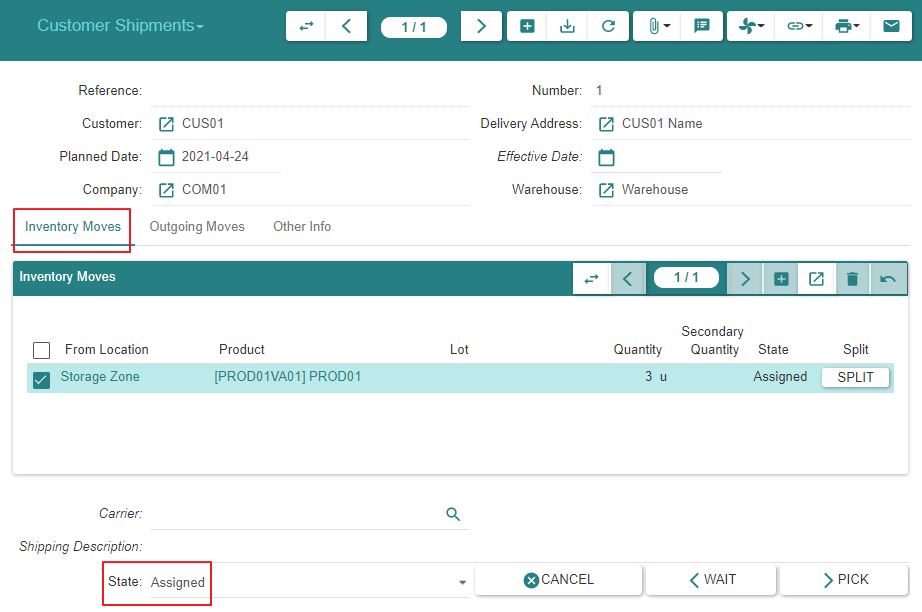 Customer Shipments
1 / 1
Reference:
Number: 1
Customer: CUS01
Delivery Address: CUS01 Name
Planned Date: 2021-04-24
Effective Date:
Company: COM01
Warehouse: Warehouse
Inventory Moves Outgoing Moves Other Info
Inventory Moves
1 / 1
From Location Product Lot Quantity Secondary Quantity State Split
Storage Zone [PROD01VA01] PROD01 3 u Assigned SPLIT
Carrier:
Shipping Description:
State: Assigned CANCEL WAIT PICK